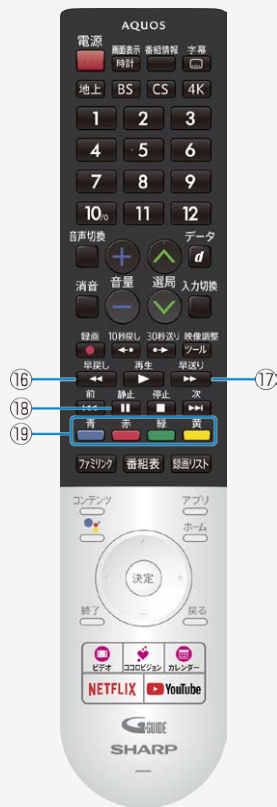 AQUOS
電源
画面表示 番組情報 字幕
時計
地上 BS CS 4K
1 2 3
4 5 6
7 8 9
10/0 11 12
音声切換 データ
d
消音 音量 選局 入力切換
録画 10秒戻し 30秒送り 映像調整
ツール
早戻し 再生 早送り
⑯ ⑰
前 静止 停止 次
⑱
⑲ 青 赤 緑 黄
ファミリンク 番組表 録画リスト
コンテンツ アプリ
ホーム
決定
終了 戻る
ビデオ ココロビジョン カレンダー
NETFLIX YouTube
G-GUIDE
SHARP